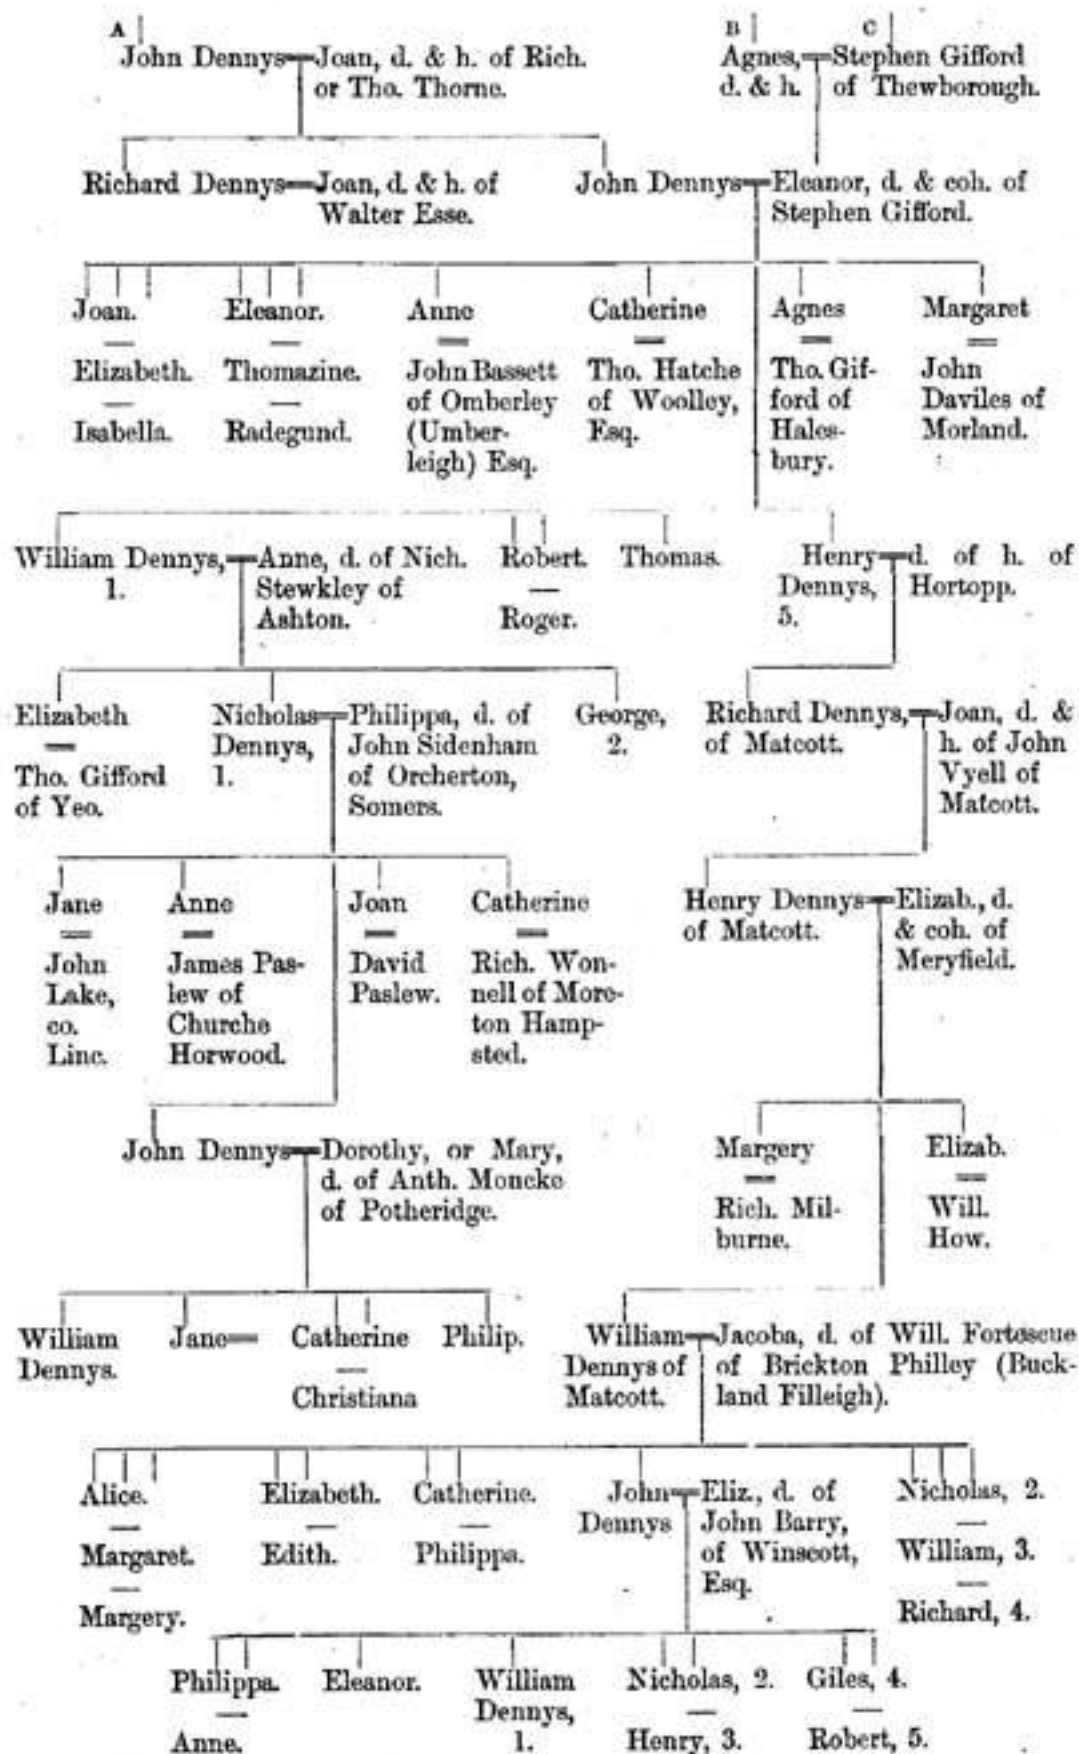 A B C
John Dennys Joan, d. & h. of Rich. Agnes, Stephen Gifford
or Tho. Thorne. d. & h. of Thewborough.
Richard Dennys Joan, d. & h. of John Dennys Eleanor, d. & coh. of
Walter Esse. Stephen Gifford.
Joan. Eleanor. Anne Catherine Agnes Margaret
— — = = = =
Elizabeth. Thomazine. John Bassett Tho. Hatche Tho. Gif- John
— — of Omberley of Woolley, ford of Daviles of
Isabella. Radegund. (Umber- Esq. Hales- Morland.
leigh) Esq. bury.
William Dennys, Anne, d. of Nich. Robert. Thomas. Henry d. of h. of
1. Stewkley of — Dennys, Hortopp.
Ashton. Roger. 5.
Elizabeth Nicholas Philippa, d. of George, Richard Dennys, Joan, d. &
= Dennys, John Sidenham 2. of Matcott. h. of John
Tho. Gifford 1. of Orcherton, Vyell of
of Yeo. Somers. Matcott.
Jane Anne Joan Catherine Henry Dennys Elizab., d.
= = = = of Matcott. & coh. of
John James Pas- David Rich. Won- Meryfield.
Lake, lew of Paslew. nell of More-
co. Churche ton Hamp-
Linc. Horwood. sted.
John Dennys Dorothy, or Mary, Margery Elizab.
d. of Anth. Moncke = =
of Potheridge. Rich. Mil- Will.
burne. How.
William Jane= Catherine Philip. William Jacoba, d. of Will. Fortescue
Dennys. — Dennys of of Brickton Philley (Buck-
Christiana Matcott. land Filleigh).
Alice. Elizabeth. Catherine. John Eliz., d. of Nicholas, 2.
— — — Dennys John Barry, —
Margaret. Edith. Philippa. of Winscott, William, 3.
— Esq. —
Margery. Richard, 4.
Philippa. Eleanor. William Nicholas, 2. Giles, 4.
— Dennys, — —
Anne. 1. Henry, 3. Robert, 5.